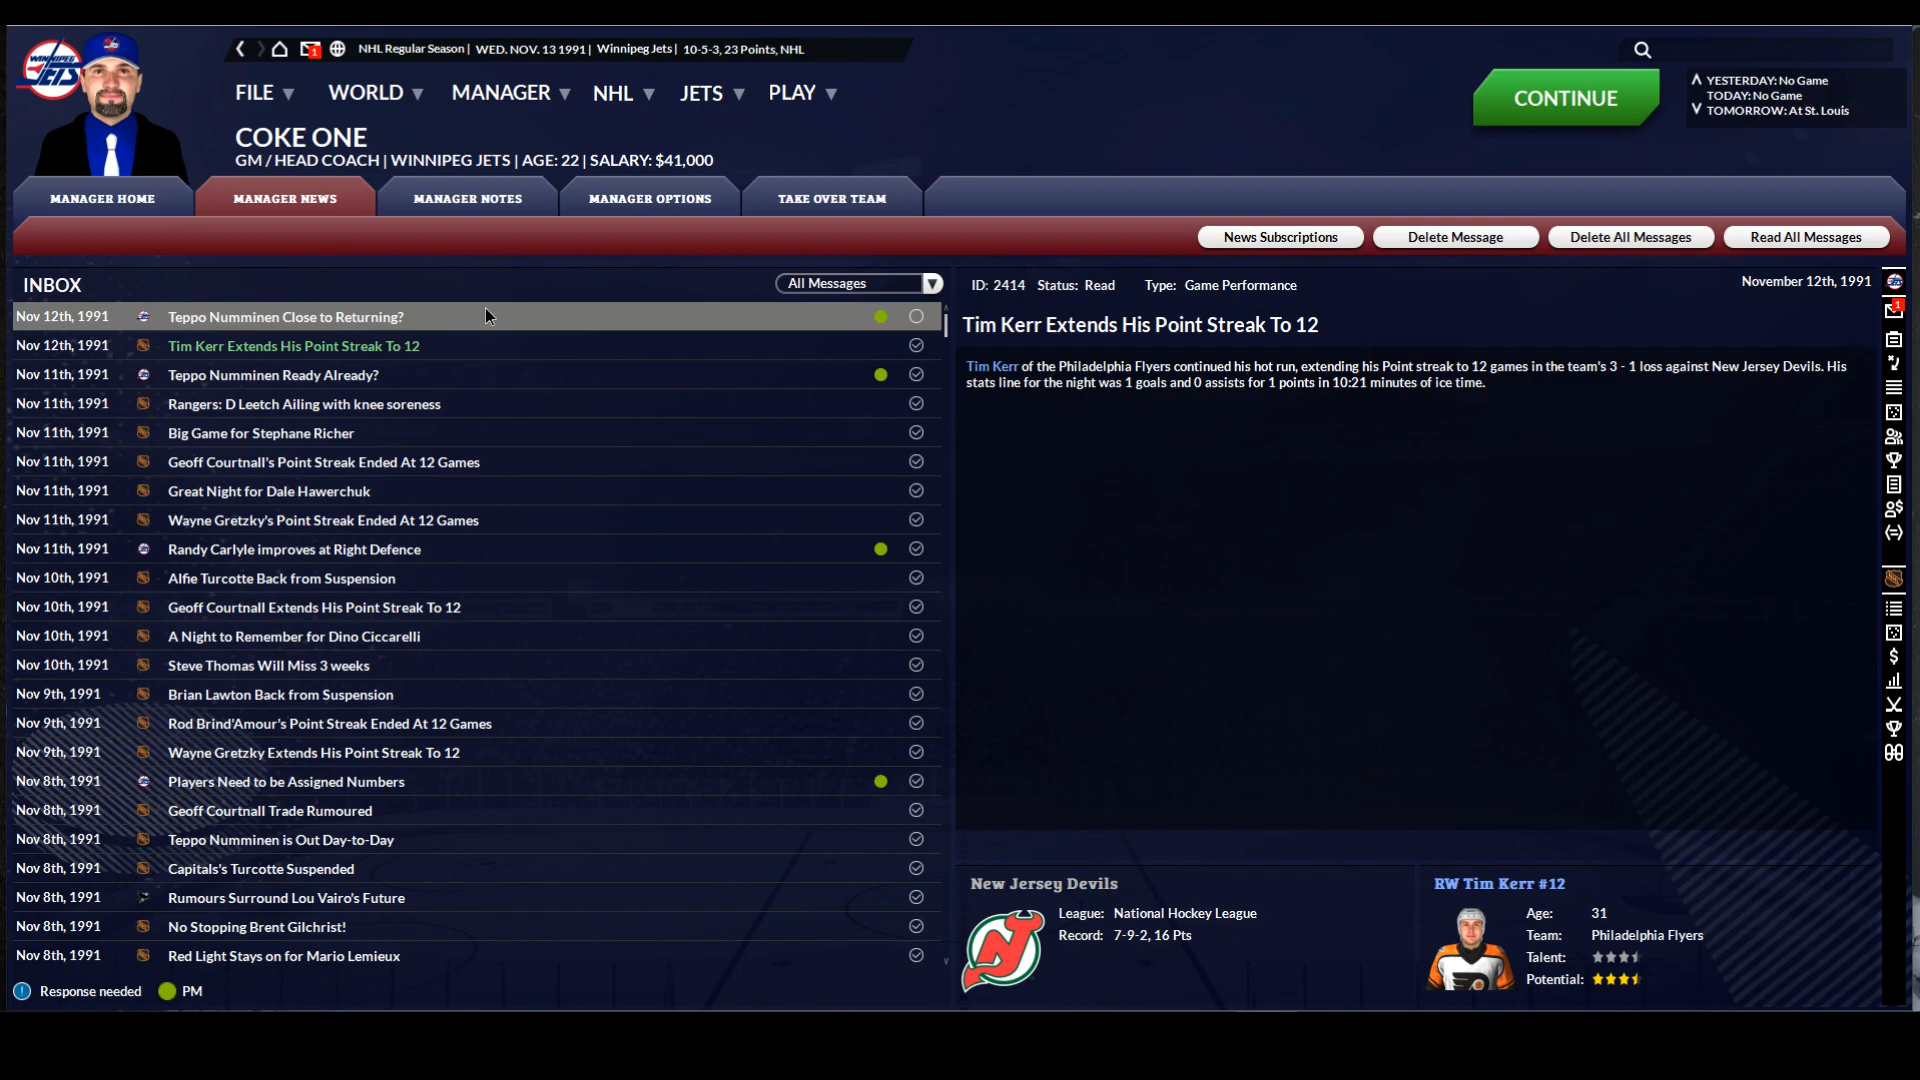 NHL Regular Season | WED. NOV. 13 1991 | Winnipeg Jets | 10-5-3, 23 Points, NHL
WINNIPEG
JETS
1
FILE WORLD MANAGER NHL JETS PLAY
CONTINUE
YESTERDAY: No Game
TODAY: No Game
TOMORROW: At St. Louis
COKE ONE
GM / HEAD COACH | WINNIPEG JETS | AGE: 22 | SALARY: $41,000
MANAGER HOME MANAGER NEWS MANAGER NOTES MANAGER OPTIONS TAKE OVER TEAM
News Subscriptions Delete Message Delete All Messages Read All Messages
INBOX All Messages
Nov 12th, 1991 Teppo Numminen Close to Returning?
Nov 12th, 1991 Tim Kerr Extends His Point Streak To 12
Nov 11th, 1991 Teppo Numminen Ready Already?
Nov 11th, 1991 Rangers: D Leetch Ailing with knee soreness
Nov 11th, 1991 Big Game for Stephane Richer
Nov 11th, 1991 Geoff Courtnall's Point Streak Ended At 12 Games
Nov 11th, 1991 Great Night for Dale Hawerchuk
Nov 11th, 1991 Wayne Gretzky's Point Streak Ended At 12 Games
Nov 11th, 1991 Randy Carlyle improves at Right Defence
Nov 10th, 1991 Alfie Turcotte Back from Suspension
Nov 10th, 1991 Geoff Courtnall Extends His Point Streak To 12
Nov 10th, 1991 A Night to Remember for Dino Ciccarelli
Nov 10th, 1991 Steve Thomas Will Miss 3 weeks
Nov 9th, 1991 Brian Lawton Back from Suspension
Nov 9th, 1991 Rod Brind'Amour's Point Streak Ended At 12 Games
Nov 9th, 1991 Wayne Gretzky Extends His Point Streak To 12
Nov 8th, 1991 Players Need to be Assigned Numbers
Nov 8th, 1991 Geoff Courtnall Trade Rumoured
Nov 8th, 1991 Teppo Numminen is Out Day-to-Day
Nov 8th, 1991 Capitals's Turcotte Suspended
Nov 8th, 1991 Rumours Surround Lou Vairo's Future
Nov 8th, 1991 No Stopping Brent Gilchrist!
Nov 8th, 1991 Red Light Stays on for Mario Lemieux
Response needed PM
ID: 2414 Status: Read Type: Game Performance November 12th, 1991
Tim Kerr Extends His Point Streak To 12
Tim Kerr of the Philadelphia Flyers continued his hot run, extending his Point streak to 12 games in the team's 3 - 1 loss against New Jersey Devils. His
stats line for the night was 1 goals and 0 assists for 1 points in 10:21 minutes of ice time.
New Jersey Devils
League: National Hockey League
Record: 7-9-2, 16 Pts
RW Tim Kerr #12
Age: 31
Team: Philadelphia Flyers
Talent:
Potential:
1